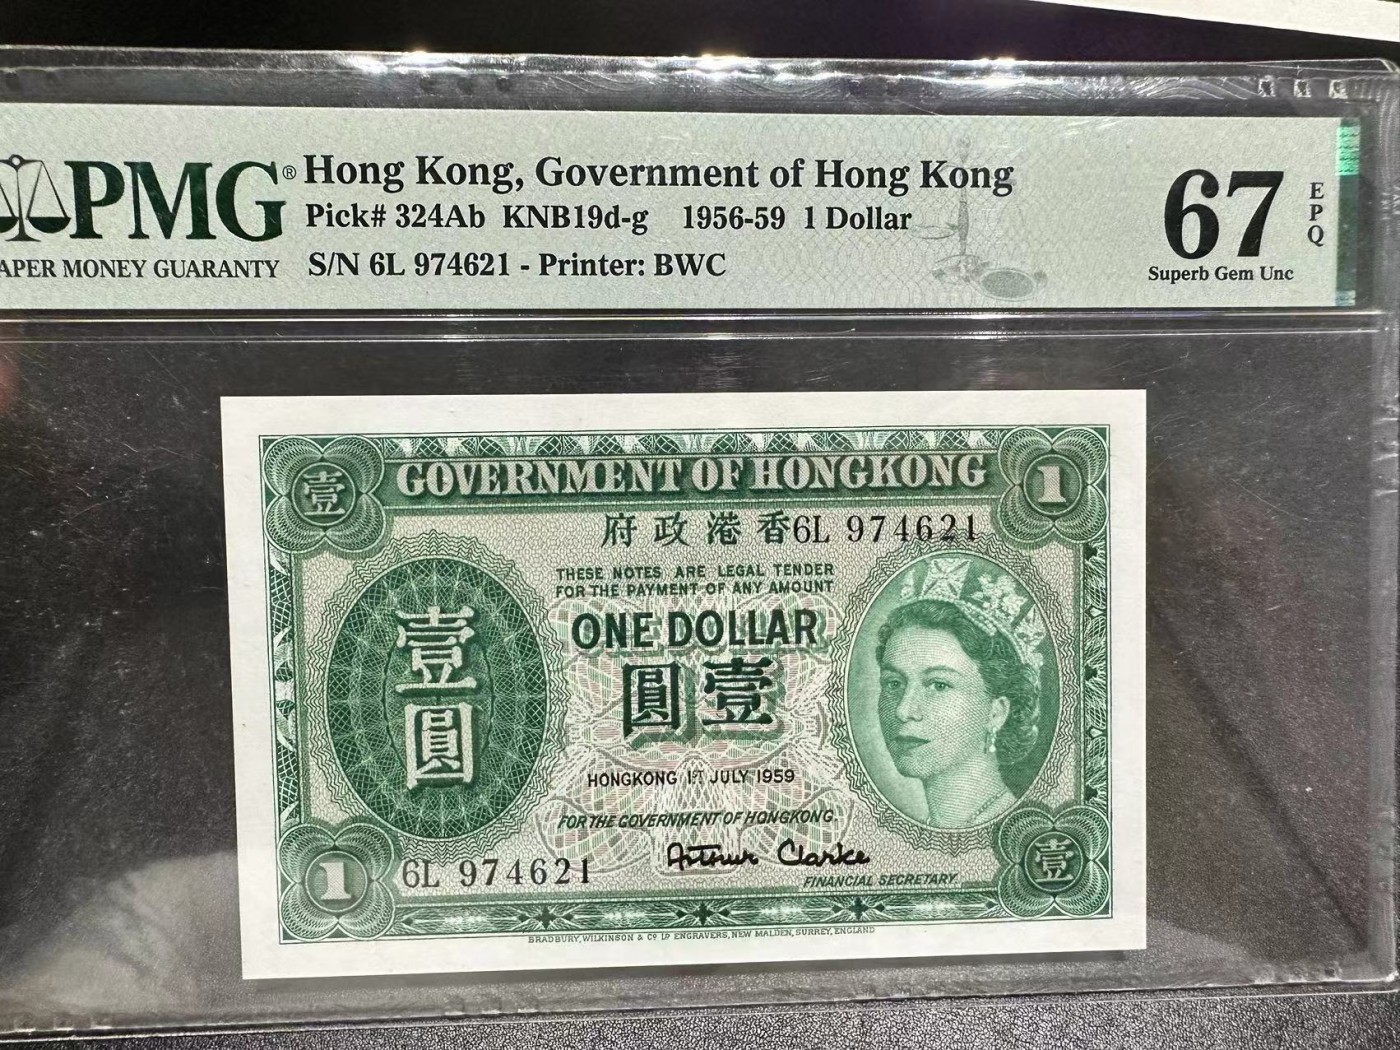 PMG®
APER MONEY GUARANTY
Hong Kong, Government of Hong Kong
Pick# 324Ab KNB19d-g 1956-59 1 Dollar
S/N 6L 974621 - Printer: BWC
67
EPQ
Superb Gem Unc
壹
GOVERNMENT OF HONGKONG
1
府政港香
6L 974621
THESE NOTES ARE LEGAL TENDER
FOR THE PAYMENT OF ANY AMOUNT
ONE DOLLAR
圓壹
壹圓
HONGKONG 1ST JULY 1959
FOR THE GOVERNMENT OF HONGKONG.
Arthur Clarke
FINANCIAL SECRETARY
1
6L 974621
壹
BRADBURY, WILKINSON & Cº Lᴰ ENGRAVERS, NEW MALDEN, SURREY, ENGLAND